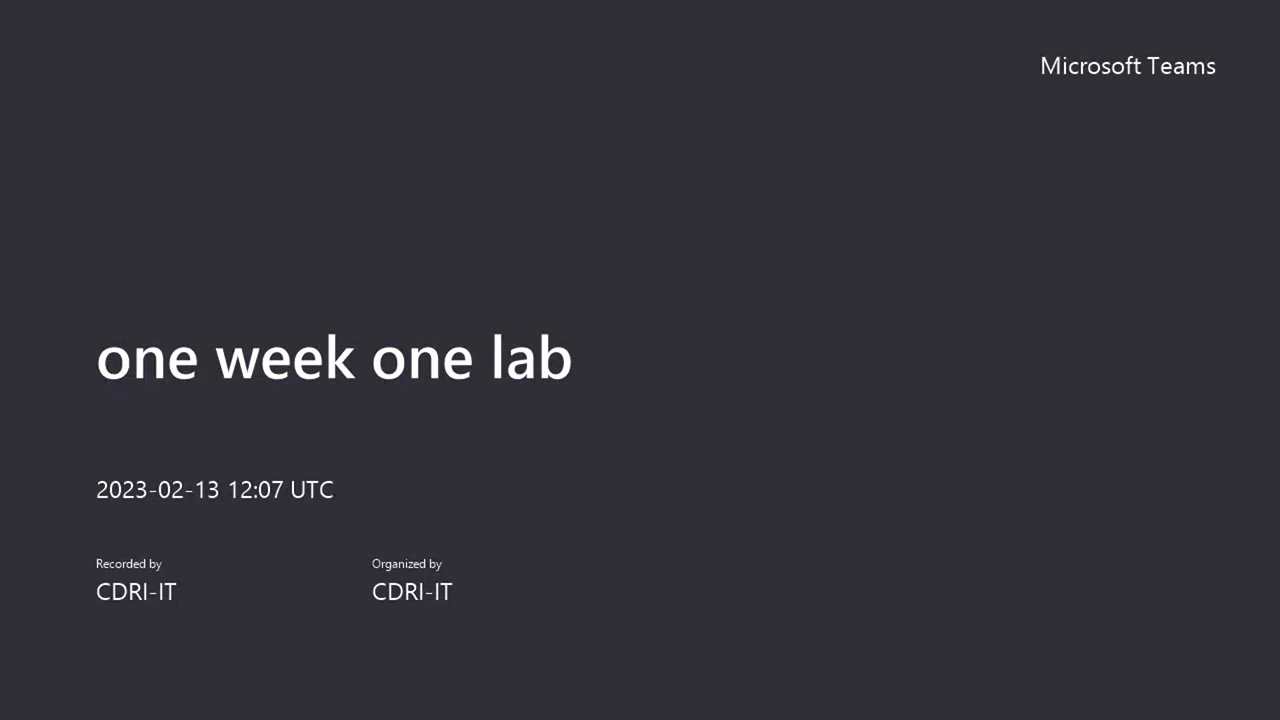 Microsoft Teams
one week one lab
2023-02-13 12:07 UTC
Recorded by
CDRI-IT
Organized by
CDRI-IT